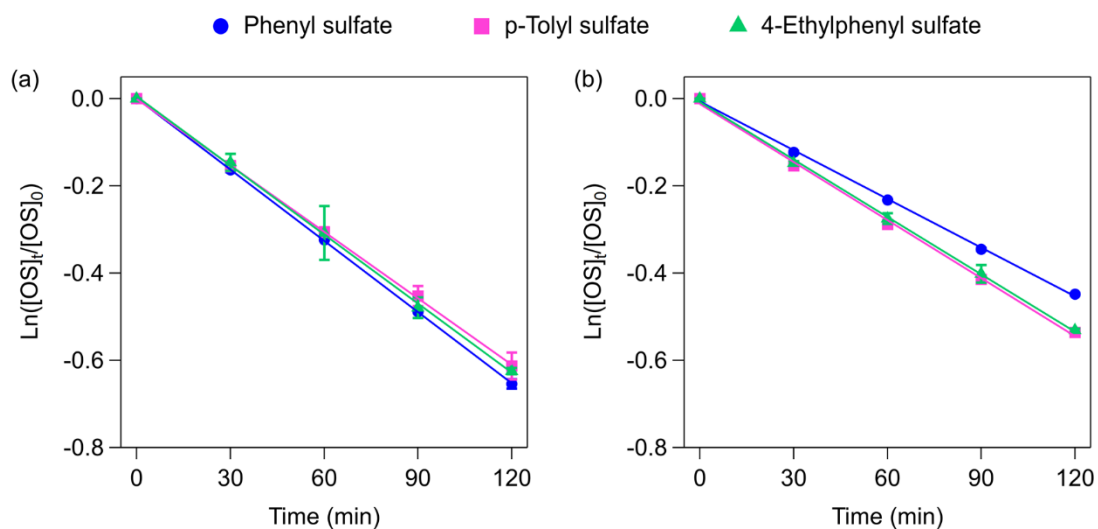 Phenyl sulfate p-Tolyl sulfate 4-Ethylphenyl sulfate
(a) (b)
0.0
-0.2
-0.4
-0.6
-0.8
Ln([OS]t/[OS]0)
0 30 60 90 120
Time (min)
0.0
-0.2
-0.4
-0.6
-0.8
Ln([OS]t/[OS]0)
0 30 60 90 120
Time (min)